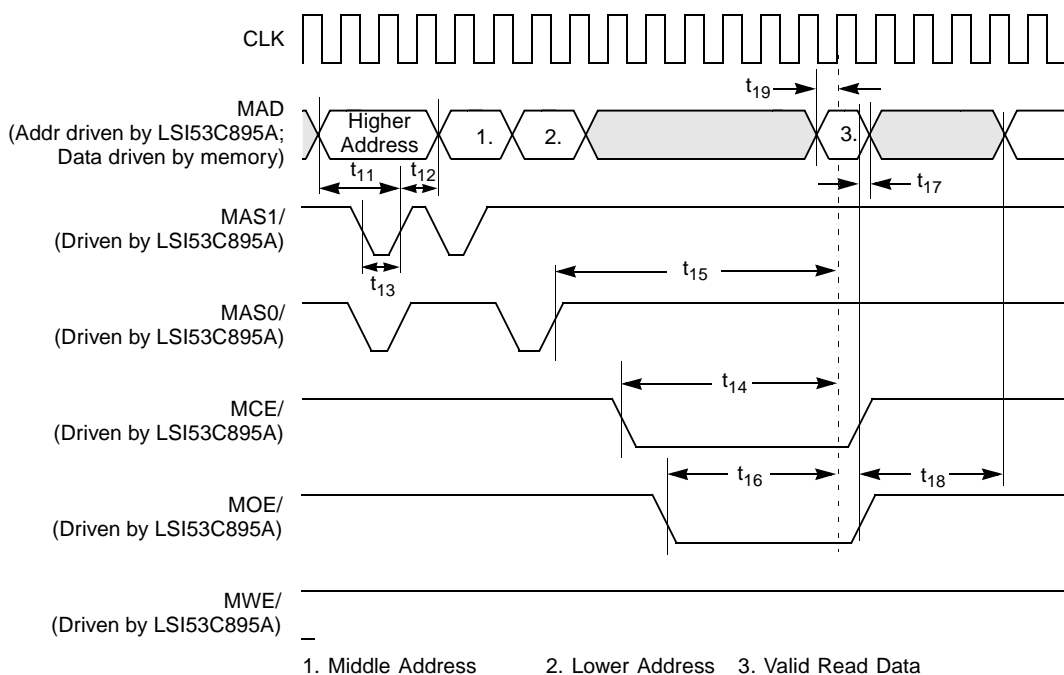 CLK
t19
MAD
(Addr driven by LSI53C895A;
Data driven by memory)
Higher
Address
1.
2.
3.
t11
t12
t17
MAS1/
(Driven by LSI53C895A)
t13
t15
MAS0/
(Driven by LSI53C895A)
t14
MCE/
(Driven by LSI53C895A)
t16
t18
MOE/
(Driven by LSI53C895A)
MWE/
(Driven by LSI53C895A)
1. Middle Address 2. Lower Address 3. Valid Read Data